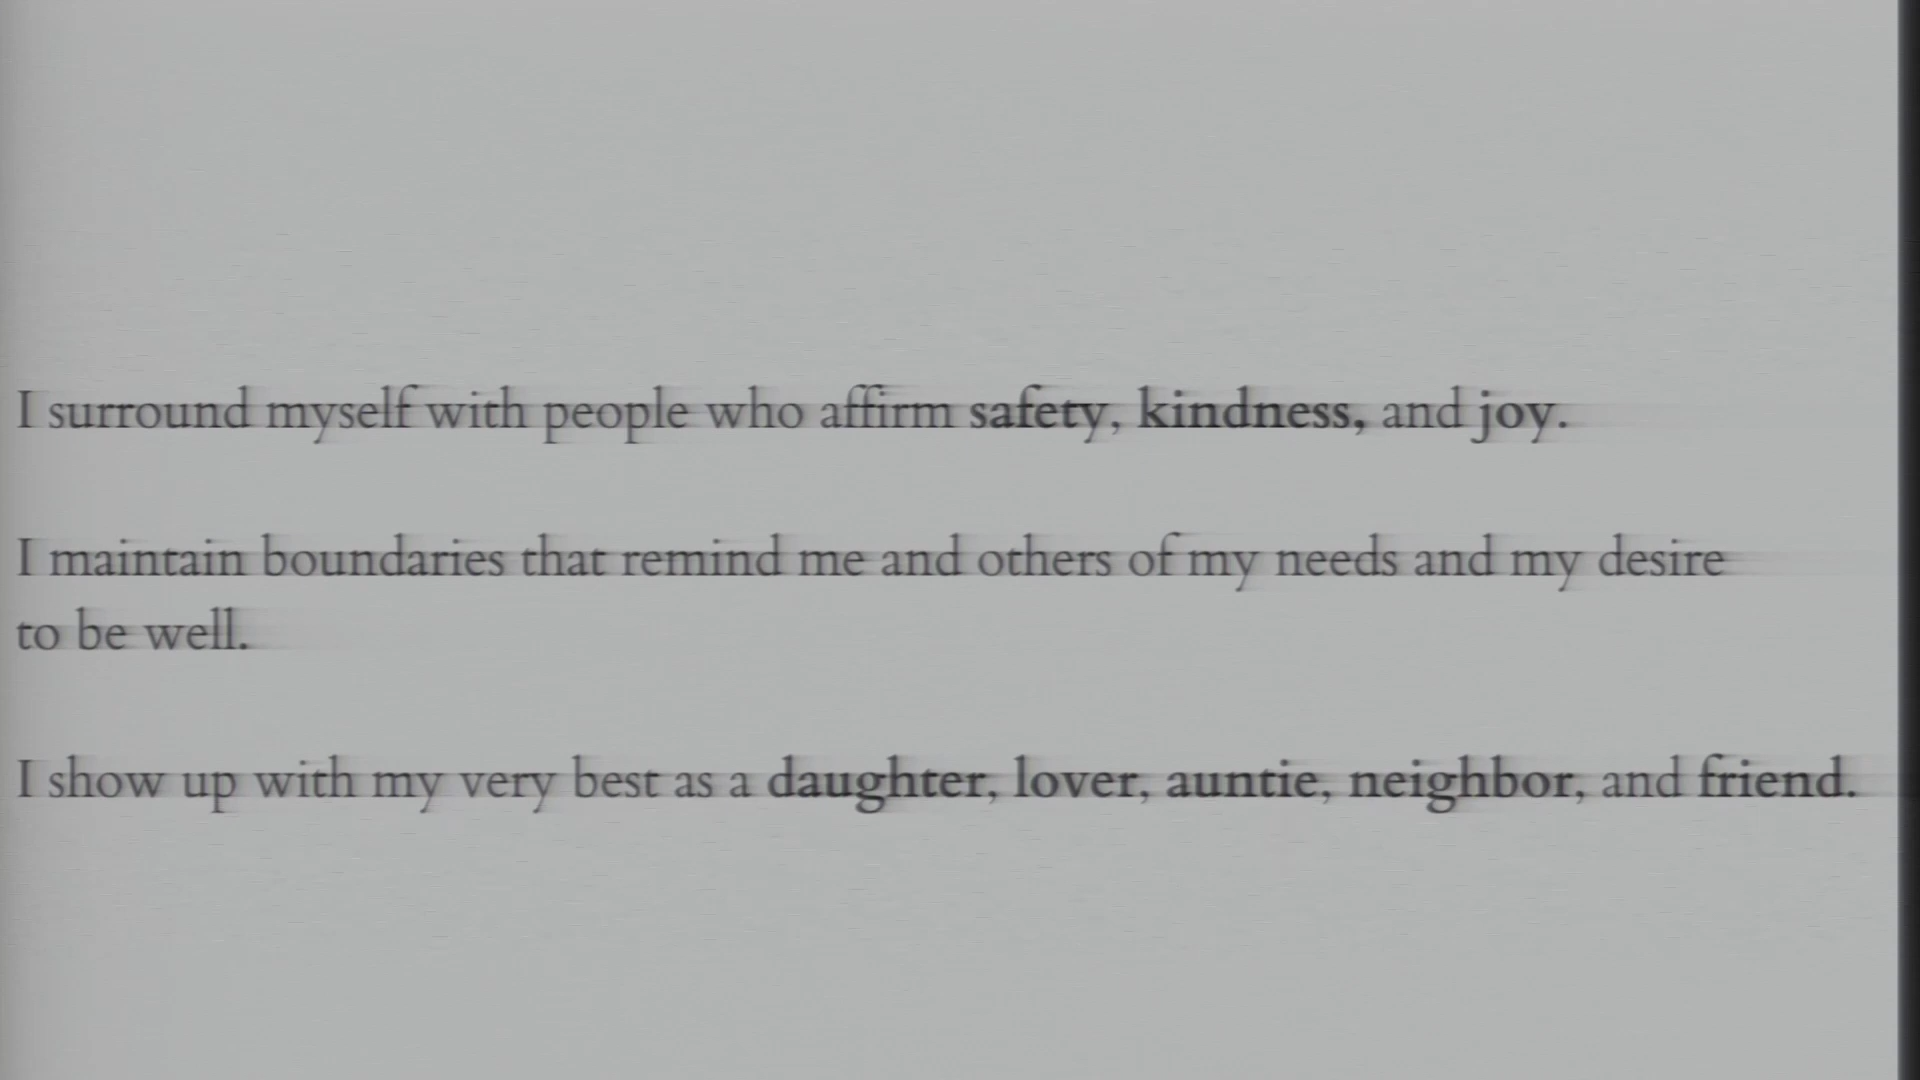 I surround myself with people who affirm safety, kindness, and joy.
I maintain boundaries that remind me and others of my needs and my desire
to be well.
I show up with my very best as a daughter, lover, auntie, neighbor, and friend.